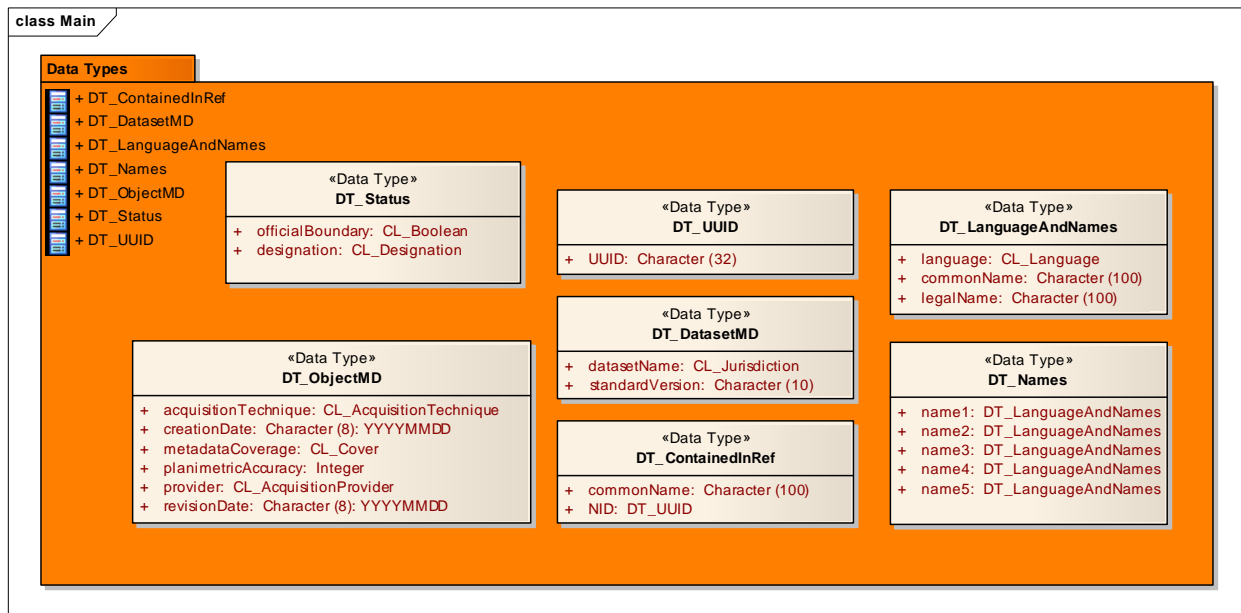 class Main
Data Types
+ DT_ContainedInRef
+ DT_DatasetMD
+ DT_LanguageAndNames
+ DT_Names
+ DT_ObjectMD
+ DT_Status
+ DT_UUID
«Data Type»
DT_Status
+ officialBoundary: CL_Boolean
+ designation: CL_Designation
«Data Type»
DT_UUID
+ UUID: Character (32)
«Data Type»
DT_LanguageAndNames
+ language: CL_Language
+ commonName: Character (100)
+ legalName: Character (100)
«Data Type»
DT_DatasetMD
+ datasetName: CL_Jurisdiction
+ standardVersion: Character (10)
«Data Type»
DT_ObjectMD
+ acquisitionTechnique: CL_AcquisitionTechnique
+ creationDate: Character (8): YYYYMMDD
+ metadataCoverage: CL_Cover
+ planimetricAccuracy: Integer
+ provider: CL_AcquisitionProvider
+ revisionDate: Character (8): YYYYMMDD
«Data Type»
DT_ContainedInRef
+ commonName: Character (100)
+ NID: DT_UUID
«Data Type»
DT_Names
+ name1: DT_LanguageAndNames
+ name2: DT_LanguageAndNames
+ name3: DT_LanguageAndNames
+ name4: DT_LanguageAndNames
+ name5: DT_LanguageAndNames